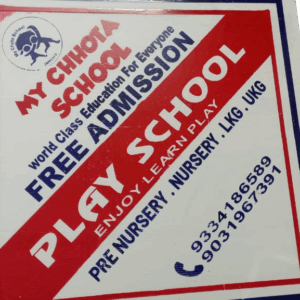 MY CHHOTA
SCHOOL
World Class Education For Everyone
FREE ADMISSION
PLAY SCHOOL
ENJOY LEARN PLAY
PRE NURSERY . NURSERY . LKG . UKG
9334186589
9031967391